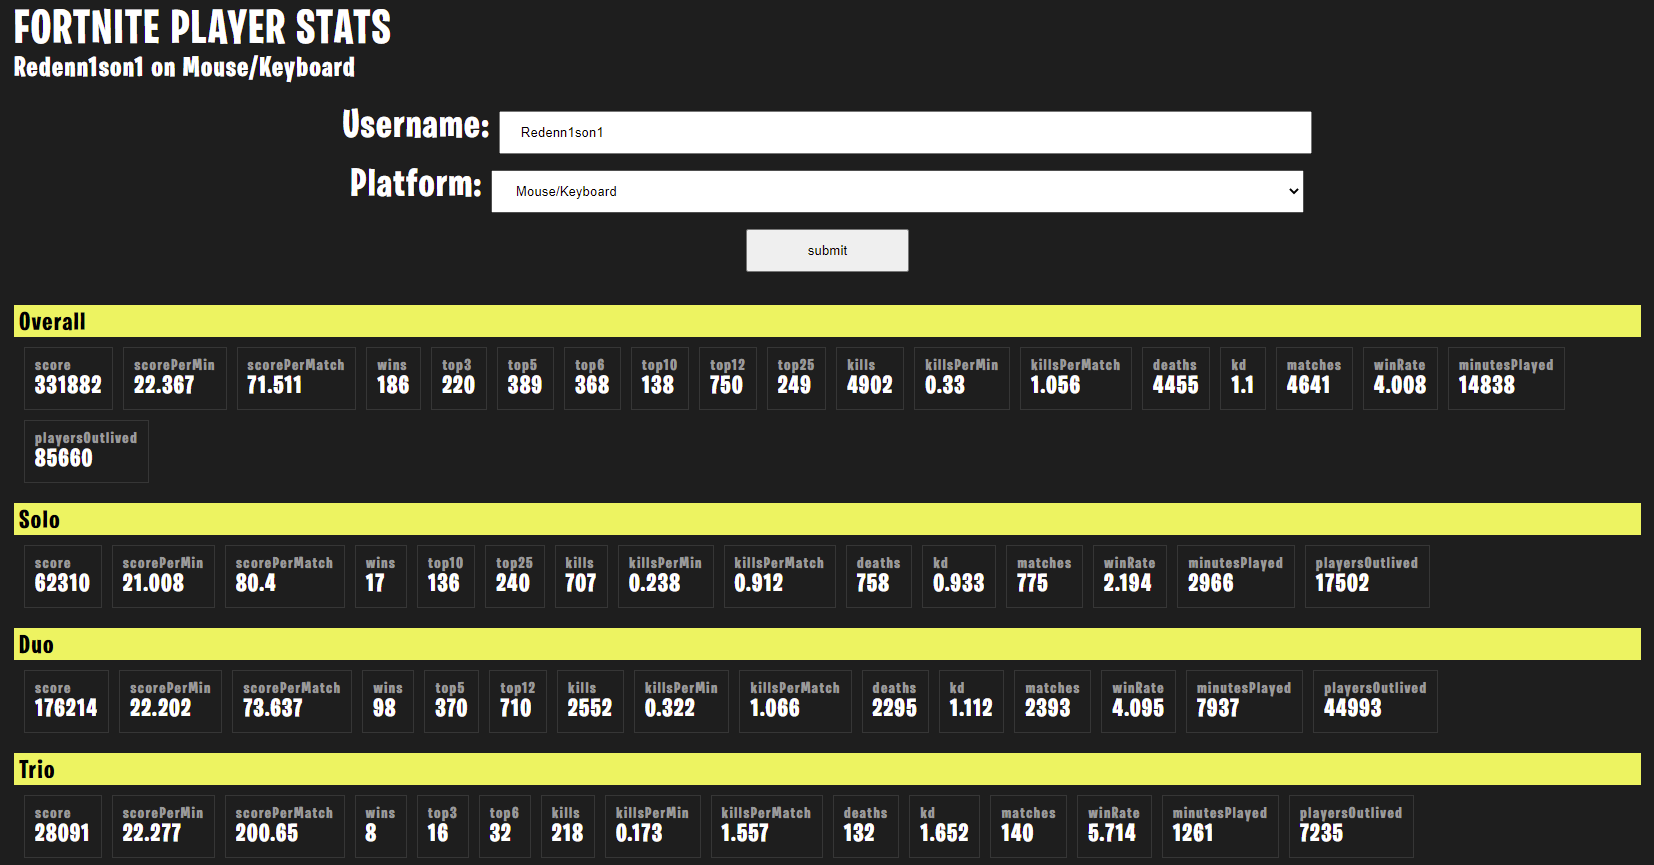 FORTNITE PLAYER STATS
Redenn1son1 on Mouse/Keyboard
Username: Redenn1son1
Platform: Mouse/Keyboard
submit
Overall
score scorePerMin scorePerMatch wins top3 top5 top6 top10 top12 top25 kills killsPerMin killsPerMatch deaths kd matches winRate minutesPlayed
331882 22.367 71.511 186 220 389 368 138 750 249 4902 0.33 1.056 4455 1.1 4641 4.008 14838
playersOutlived
85660
Solo
score scorePerMin scorePerMatch wins top10 top25 kills killsPerMin killsPerMatch deaths kd matches winRate minutesPlayed playersOutlived
62310 21.008 80.4 17 136 240 707 0.238 0.912 758 0.933 775 2.194 2966 17502
Duo
score scorePerMin scorePerMatch wins top5 top12 kills killsPerMin killsPerMatch deaths kd matches winRate minutesPlayed playersOutlived
176214 22.202 73.637 98 370 710 2552 0.322 1.066 2295 1.112 2393 4.095 7937 44993
Trio
score scorePerMin scorePerMatch wins top3 top6 kills killsPerMin killsPerMatch deaths kd matches winRate minutesPlayed playersOutlived
28091 22.277 200.65 8 16 32 218 0.173 1.557 132 1.652 140 5.714 1261 7235